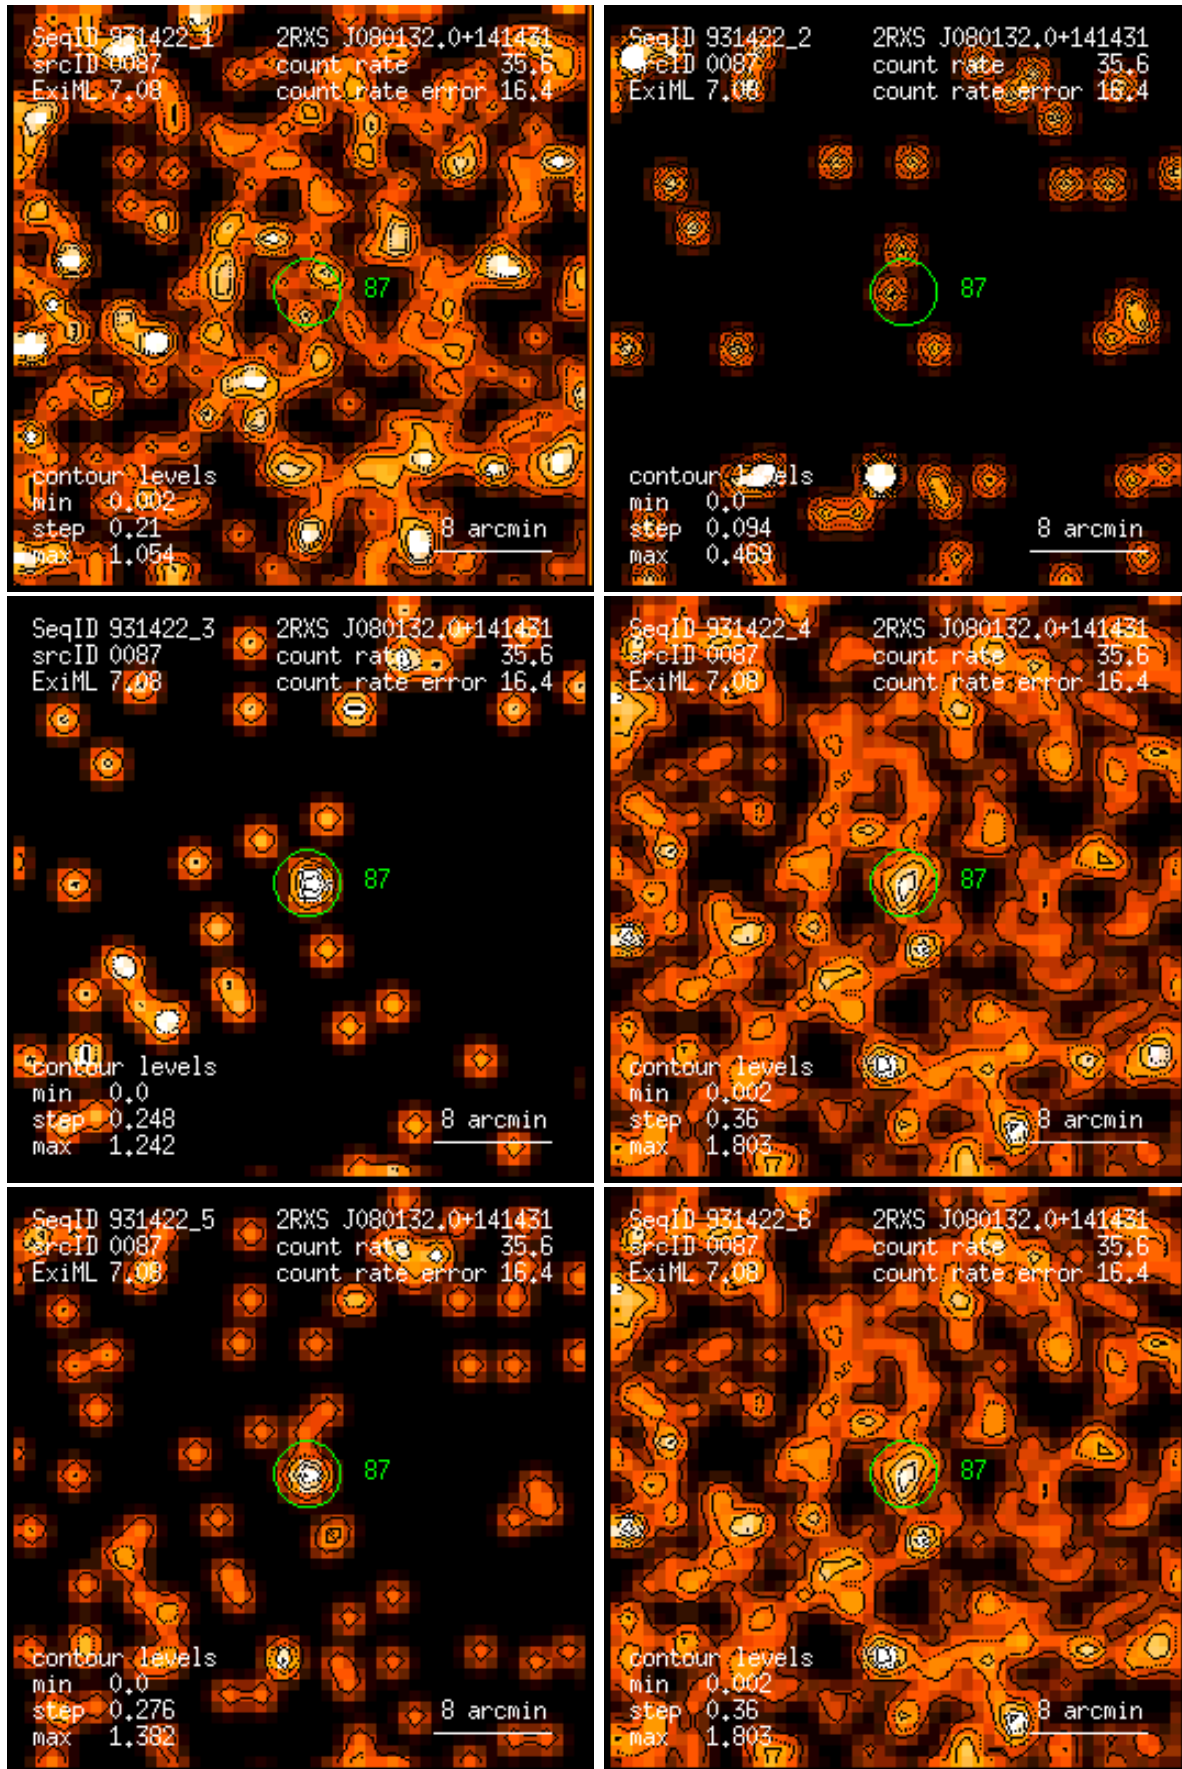 SeqID 931422_1 2RXS J080132.0+141431
srcID 0087 count rate 35.6
ExiML 7.08 count rate error 16.4
87
contour levels
min 0.002
step 0.21
max 1.054
8 arcmin
SeqID 931422_2 2RXS J080132.0+141431
srcID 0087 count rate 35.6
ExiML 7.08 count rate error 16.4
87
contour levels
min 0.0
step 0.094
max 0.469
8 arcmin
SeqID 931422_3 2RXS J080132.0+141431
srcID 0087 count rate 35.6
ExiML 7.08 count rate error 16.4
87
contour levels
min 0.0
step 0.248
max 1.242
8 arcmin
SeqID 931422_4 2RXS J080132.0+141431
srcID 0087 count rate 35.6
ExiML 7.08 count rate error 16.4
87
contour levels
min 0.002
step 0.36
max 1.803
8 arcmin
SeqID 931422_5 2RXS J080132.0+141431
srcID 0087 count rate 35.6
ExiML 7.08 count rate error 16.4
87
contour levels
min 0.0
step 0.276
max 1.382
8 arcmin
SeqID 931422_6 2RXS J080132.0+141431
srcID 0087 count rate 35.6
ExiML 7.08 count rate error 16.4
87
contour levels
min 0.002
step 0.36
max 1.803
8 arcmin